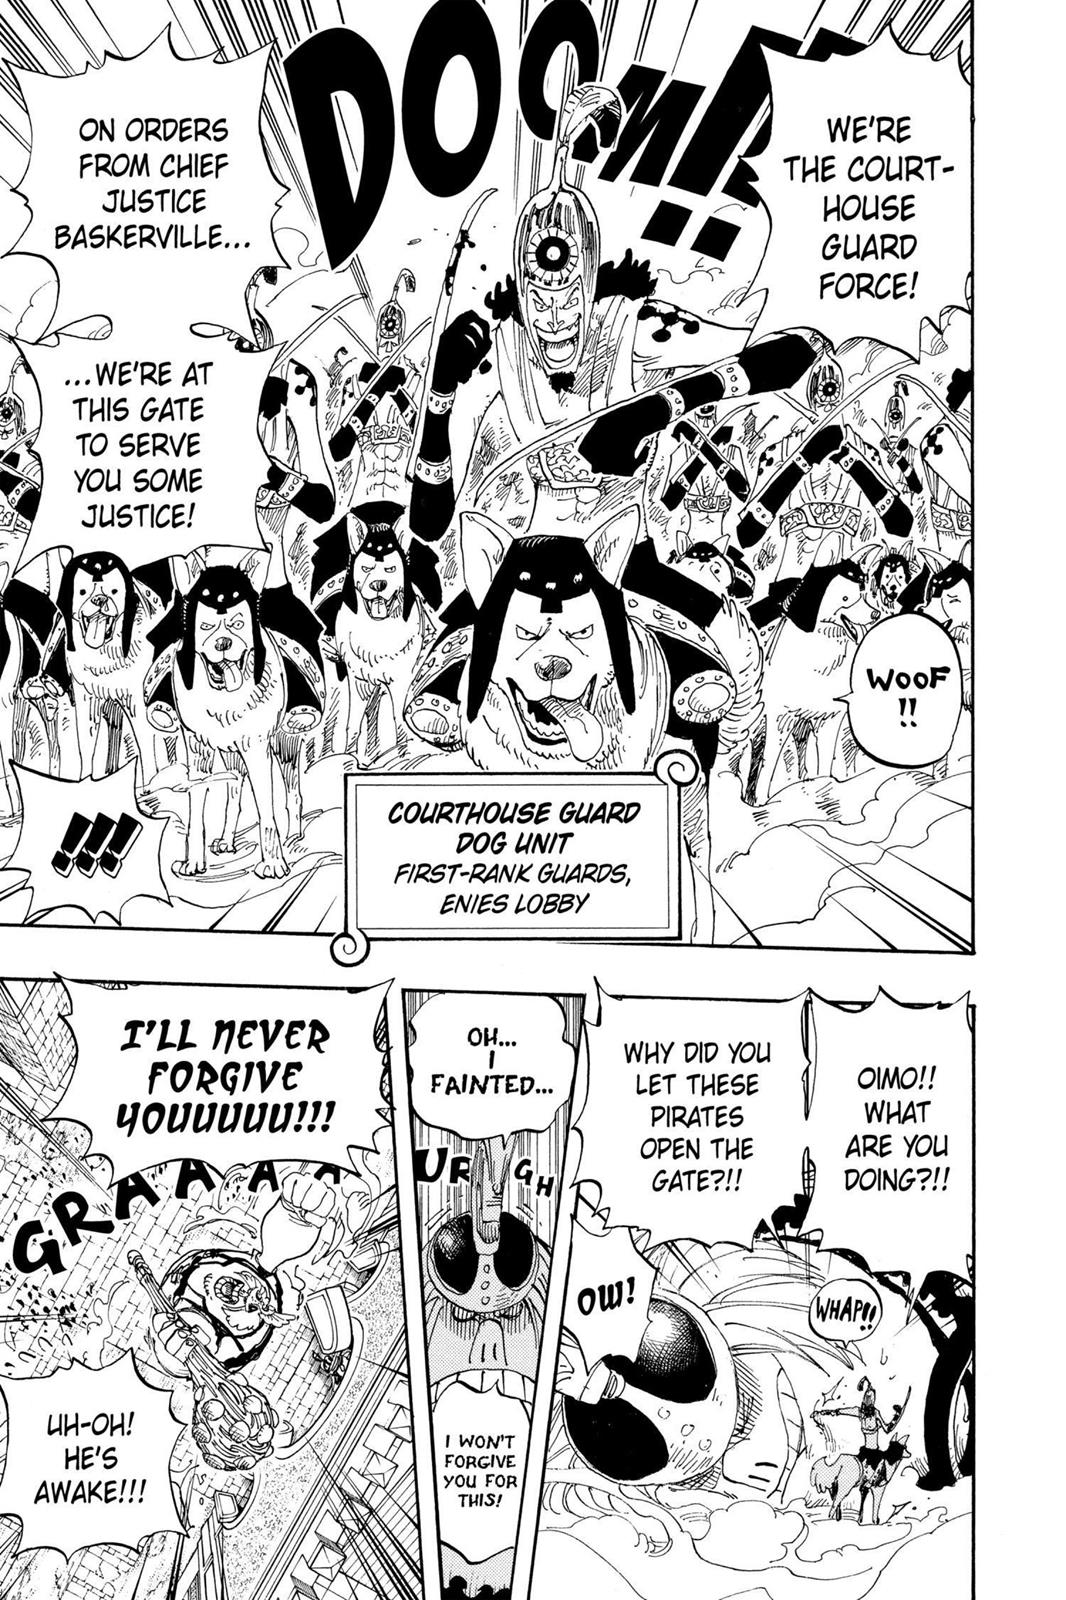 DOOM!!
WE'RE
THE COURT-
HOUSE
GUARD
FORCE!
ON ORDERS
FROM CHIEF
JUSTICE
BASKERVILLE...
...WE'RE AT
THIS GATE
TO SERVE
YOU SOME
JUSTICE!
WOOF
!!
!!!
COURTHOUSE GUARD
DOG UNIT
FIRST-RANK GUARDS,
ENIES LOBBY
OIMO!!
WHAT
ARE YOU
DOING?!!
WHY DID YOU
LET THESE
PIRATES
OPEN THE
GATE?!!
WHAP!!
OW!
OH...
I
FAINTED...
URGH
I WON'T
FORGIVE
YOU FOR
THIS!
I'LL NEVER
FORGIVE
YOUUUUUU!!!
GRAAAAA
UH-OH!
HE'S
AWAKE!!!